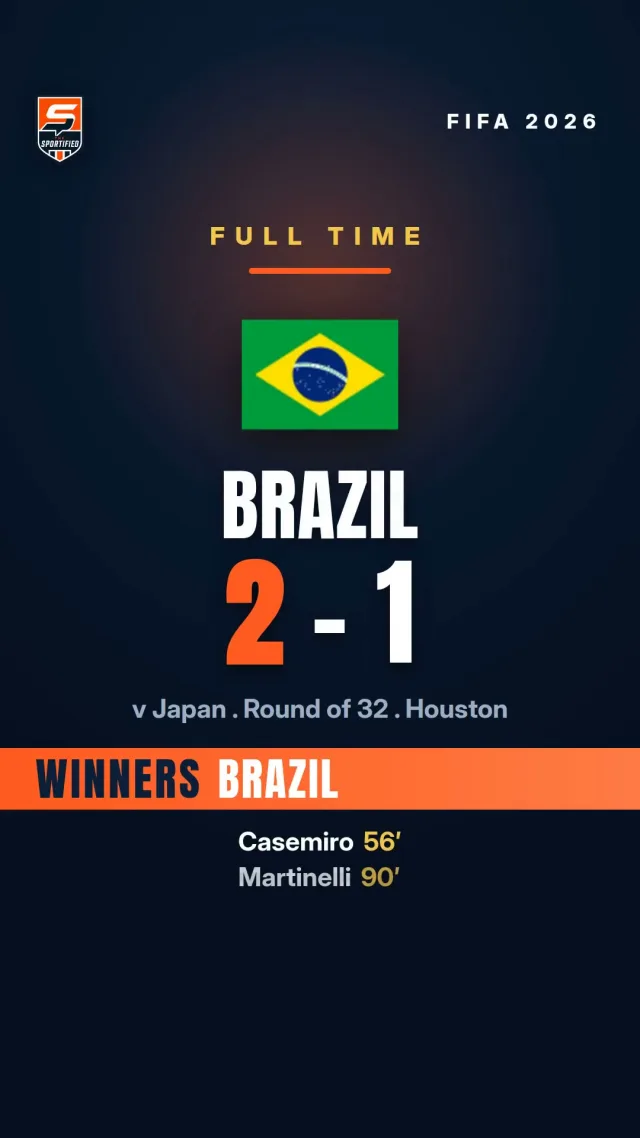 S
SPORTIFIED
FIFA 2026
FULL TIME
BRAZIL
2 - 1
v Japan . Round of 32 . Houston
WINNERS BRAZIL
Casemiro 56'
Martinelli 90'